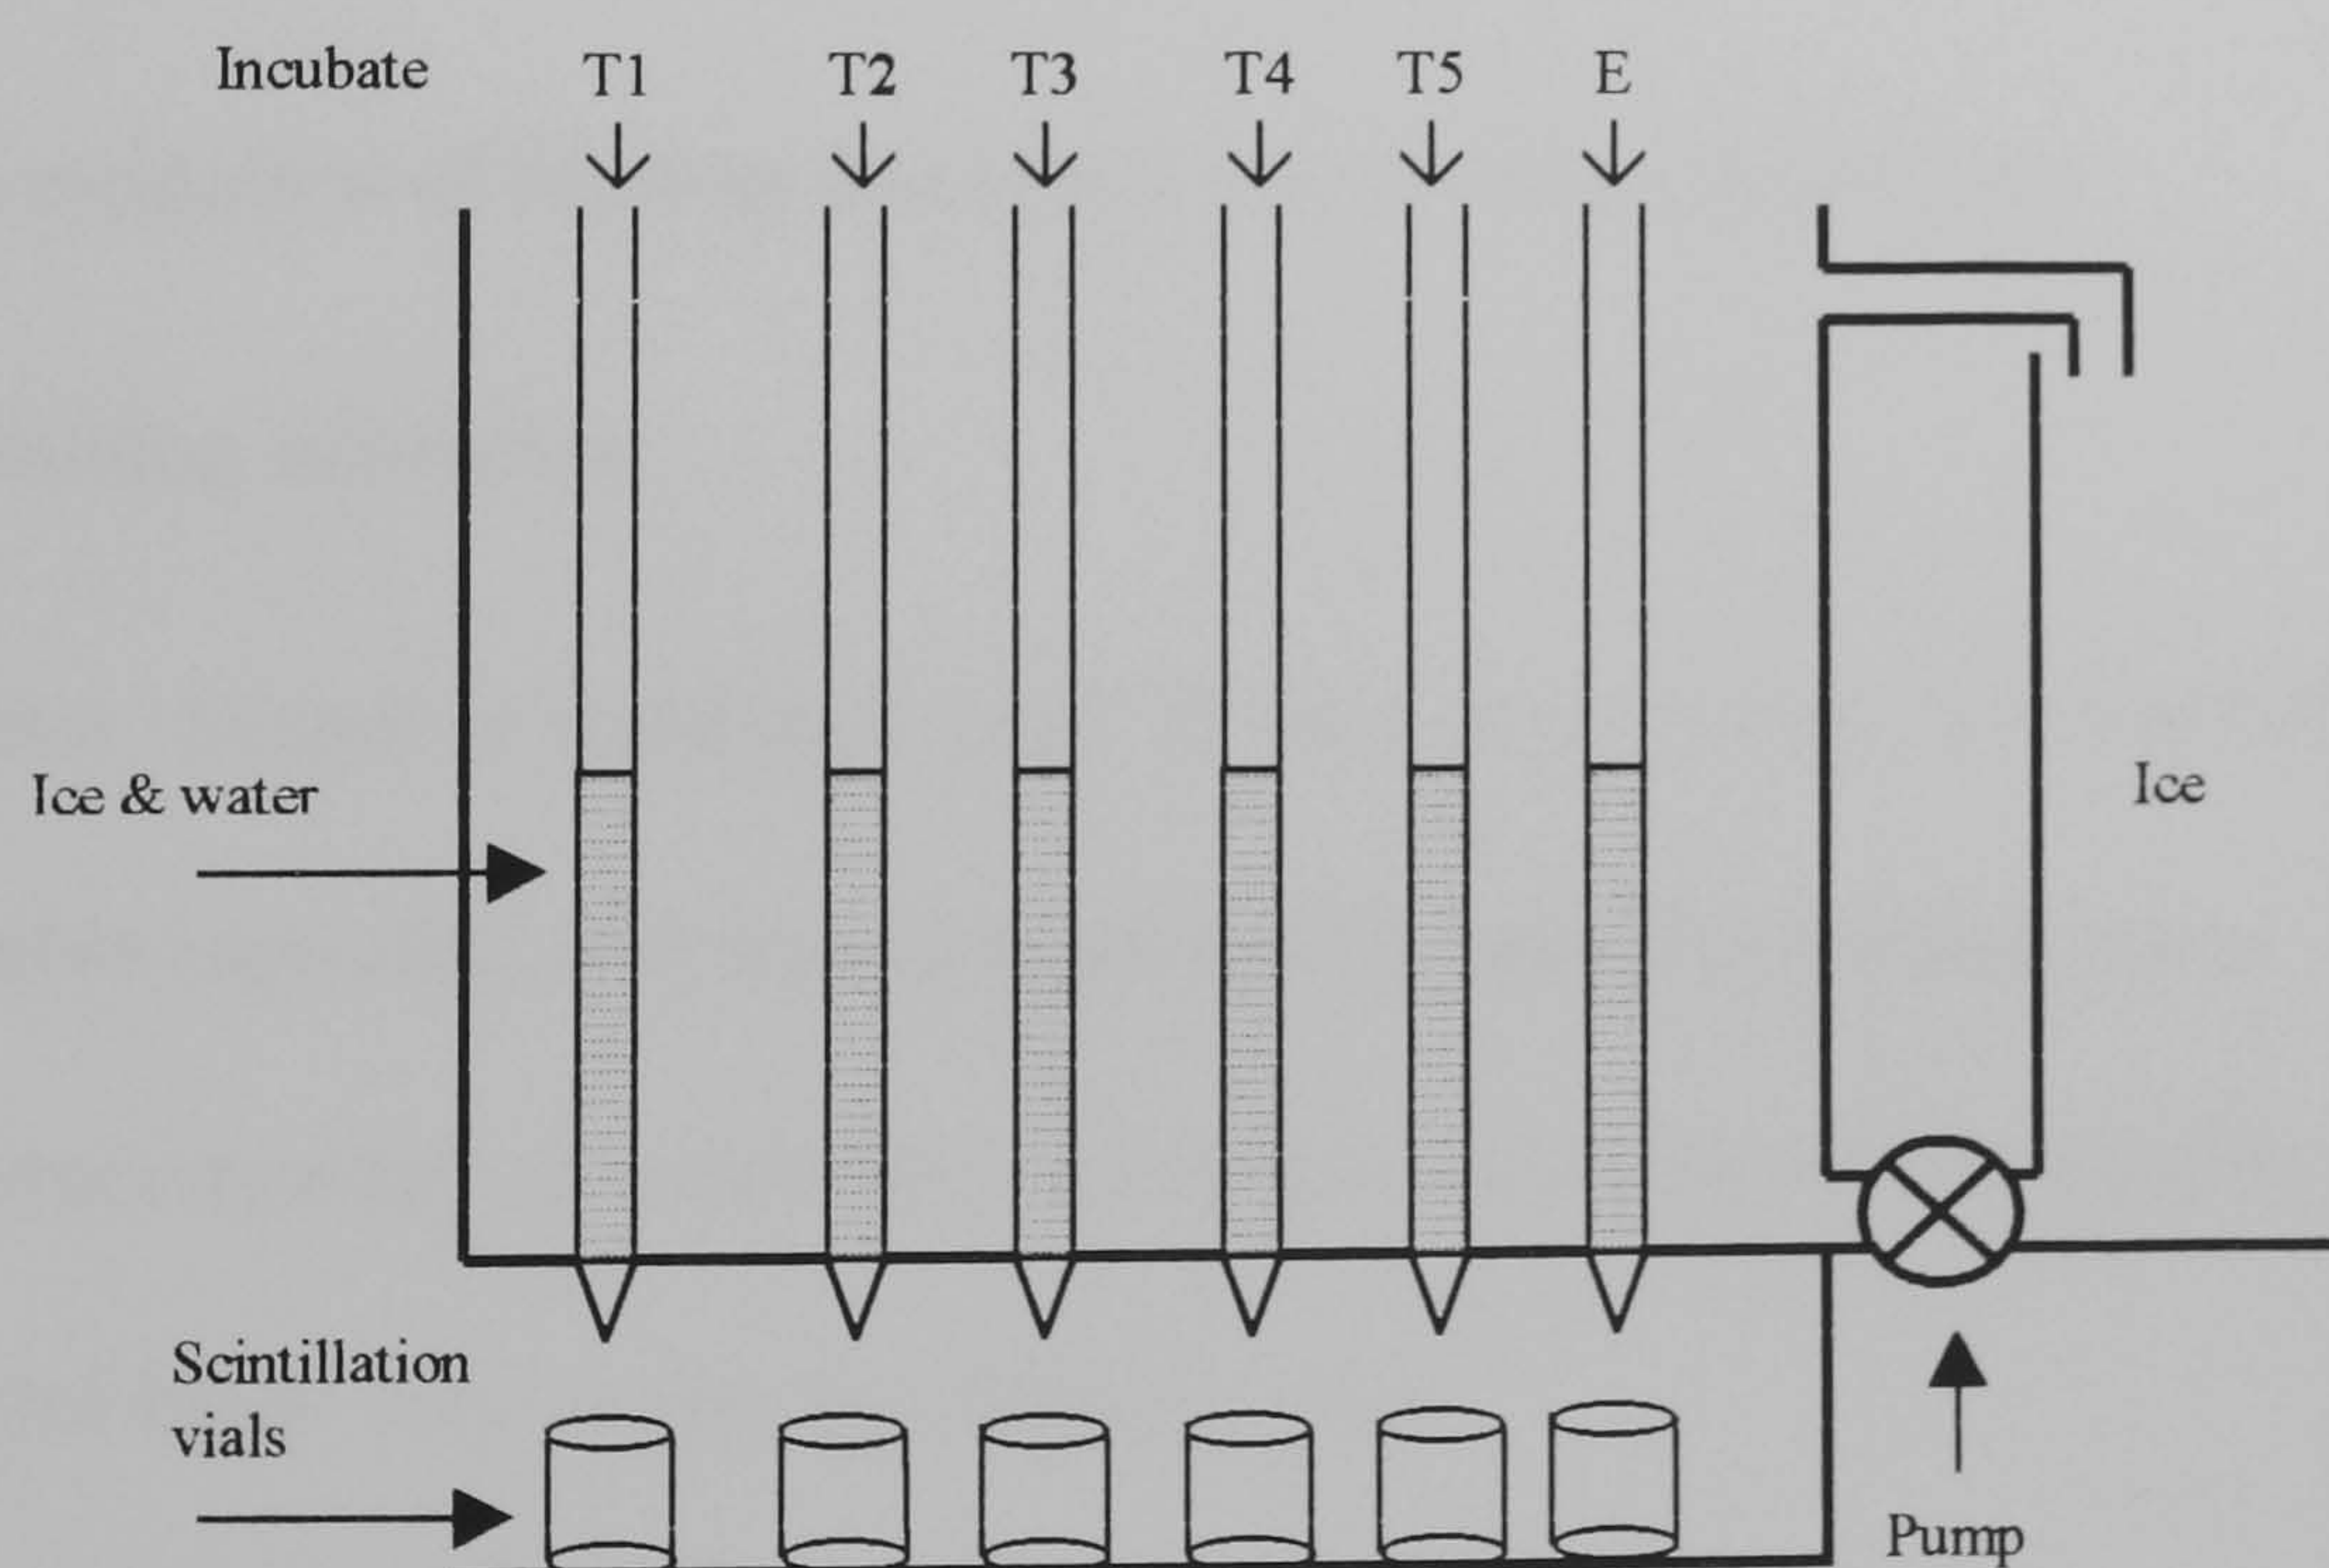 Incubate T1 T2 T3 T4 T5 E
Ice & water
Ice
Scintillation
vials
Pump